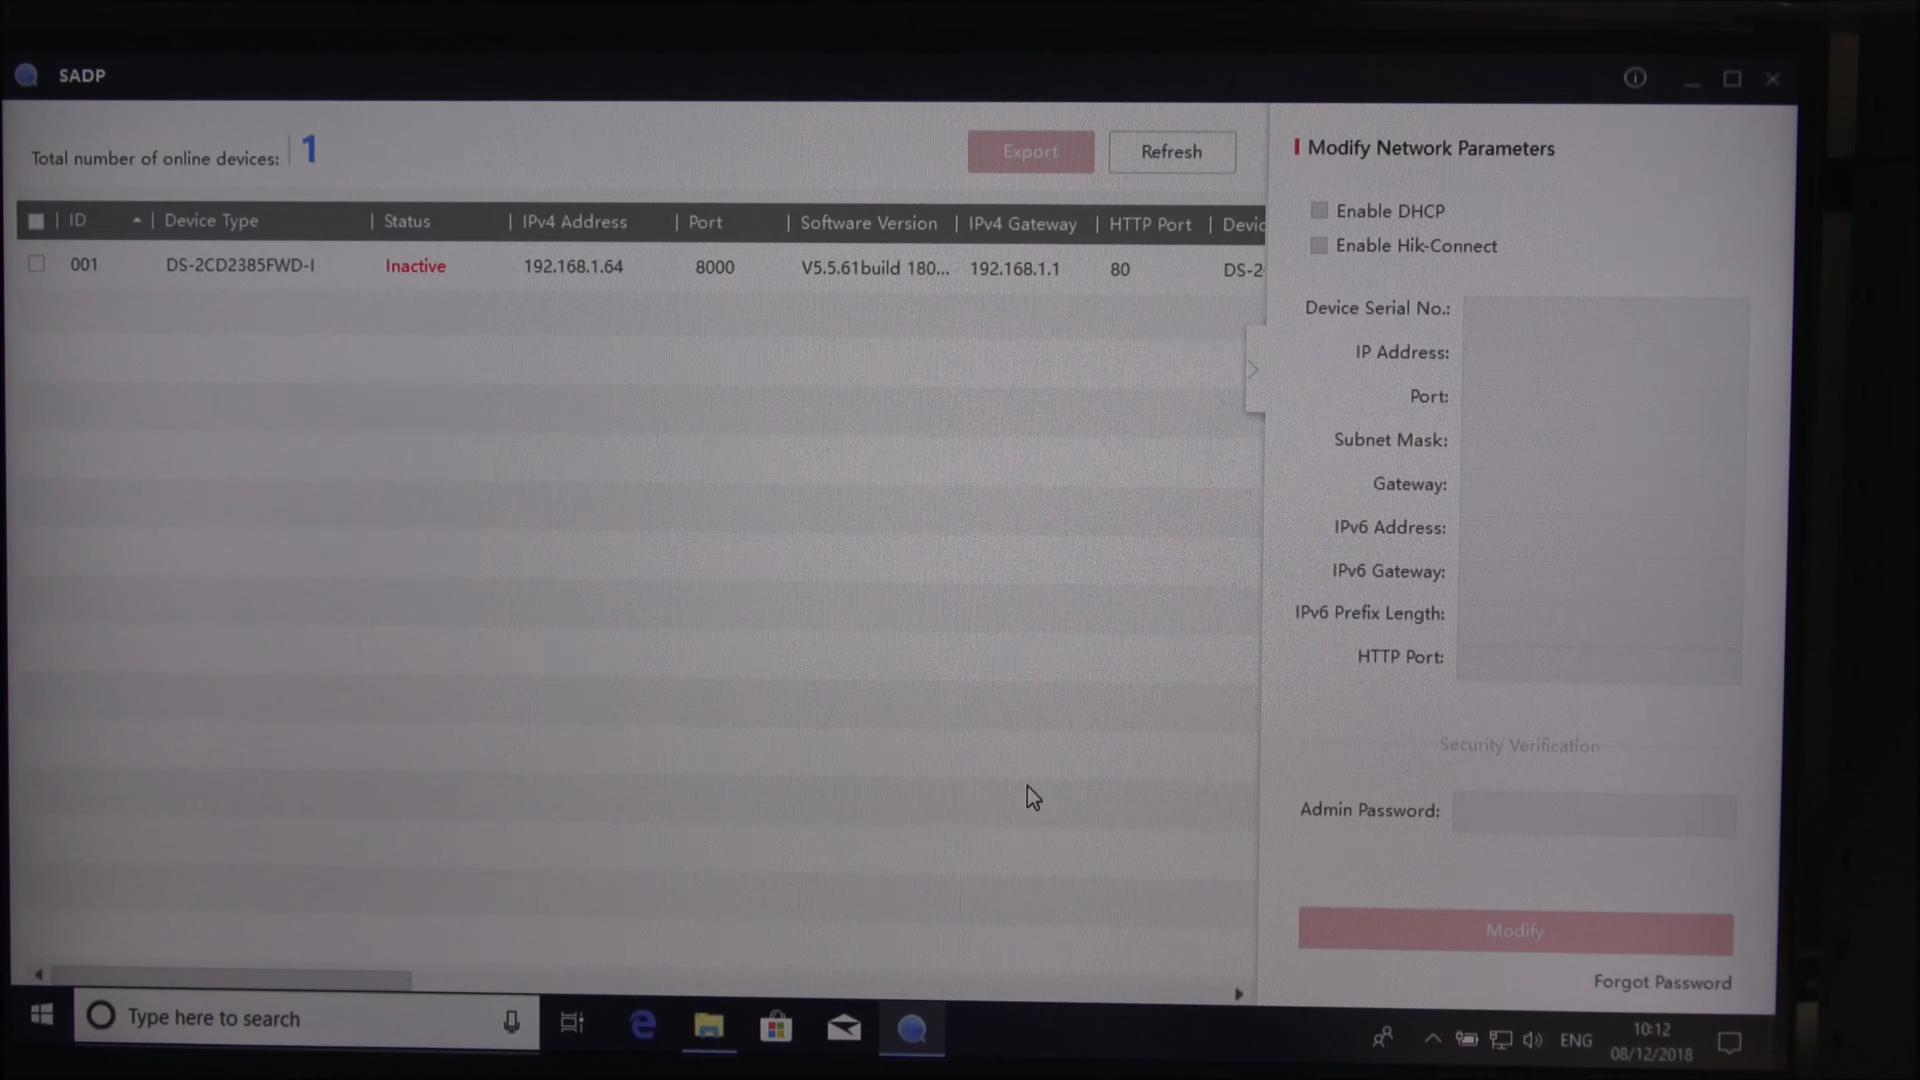 SADP
Total number of online devices: 1
Export
Refresh
ID
Device Type
Status
IPv4 Address
Port
Software Version
IPv4 Gateway
HTTP Port
Devic
001
DS-2CD2385FWD-I
Inactive
192.168.1.64
8000
V5.5.61build 180...
192.168.1.1
80
DS-2
Modify Network Parameters
Enable DHCP
Enable Hik-Connect
Device Serial No.:
IP Address:
Port:
Subnet Mask:
Gateway:
IPv6 Address:
IPv6 Gateway:
IPv6 Prefix Length:
HTTP Port:
Security Verification
Admin Password:
Modify
Forgot Password
Type here to search
ENG
10:12
08/12/2018